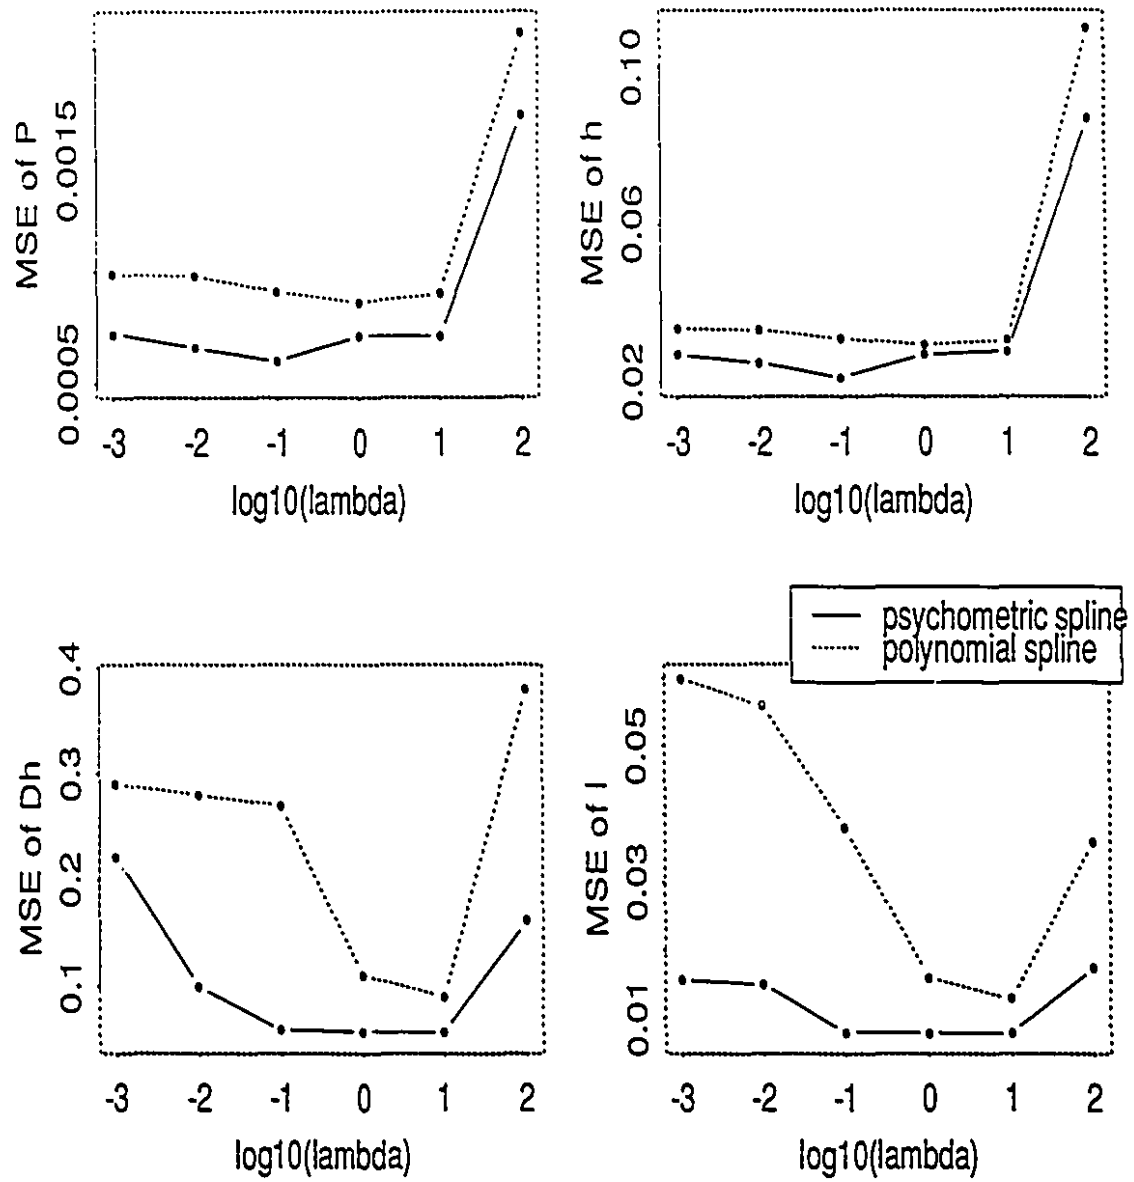 MSE of P
0.0015
0.0005
-3 -2 -1 0 1 2
log10(lambda)
MSE of h
0.10
0.06
0.02
-3 -2 -1 0 1 2
log10(lambda)
psychometric spline
polynomial spline
MSE of Dh
0.4
0.3
0.2
0.1
-3 -2 -1 0 1 2
log10(lambda)
MSE of I
0.05
0.03
0.01
-3 -2 -1 0 1 2
log10(lambda)